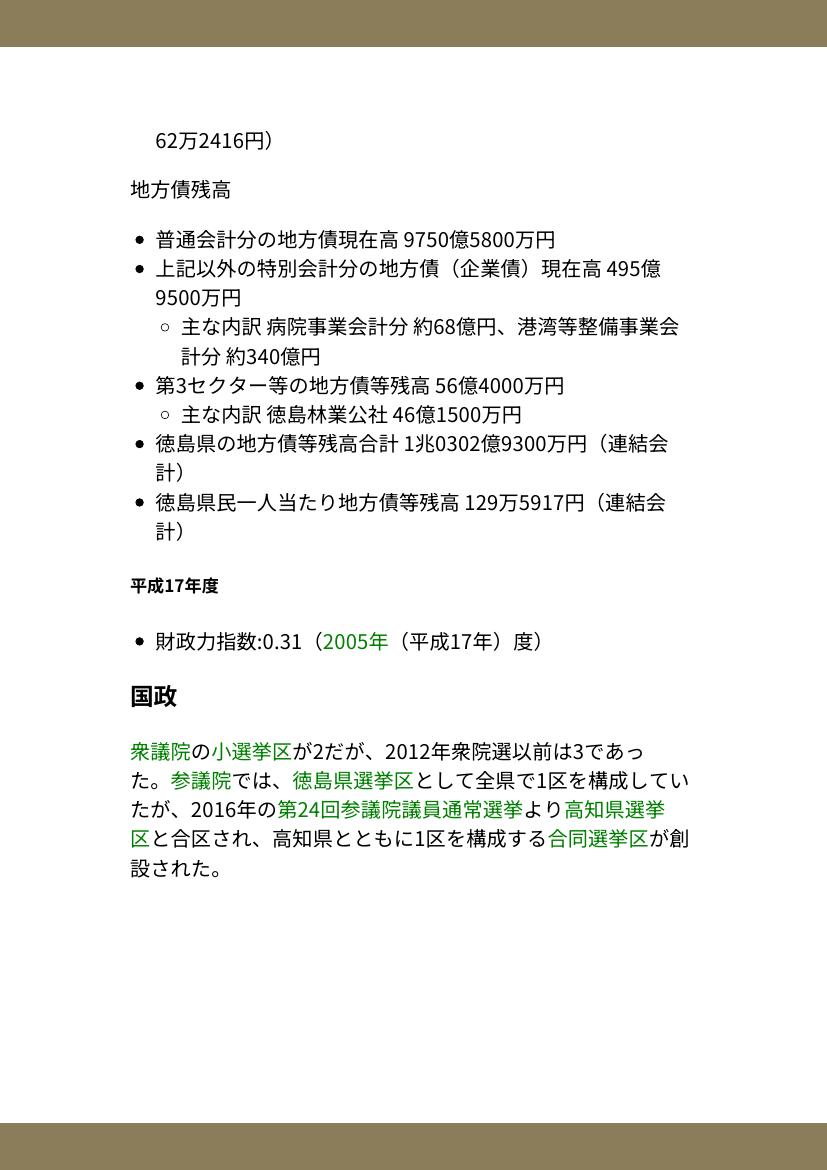 62万2416円）
地方債残高
• 普通会計分の地方債現在高 9750億5800万円
• 上記以外の特別会計分の地方債（企業債）現在高 495億
9500万円
◦ 主な内訳 病院事業会計分 約68億円、港湾等整備事業会
計分 約340億円
• 第3セクター等の地方債等残高 56億4000万円
◦ 主な内訳 徳島林業公社 46億1500万円
• 徳島県の地方債等残高合計 1兆0302億9300万円（連結会
計）
• 徳島県民一人当たり地方債等残高 129万5917円（連結会
計）
平成17年度
• 財政力指数:0.31（2005年（平成17年）度）
国政
衆議院の小選挙区が2だが、2012年衆院選以前は3であっ
た。参議院では、徳島県選挙区として全県で1区を構成してい
たが、2016年の第24回参議院議員通常選挙より高知県選挙
区と合区され、高知県とともに1区を構成する合同選挙区が創
設された。